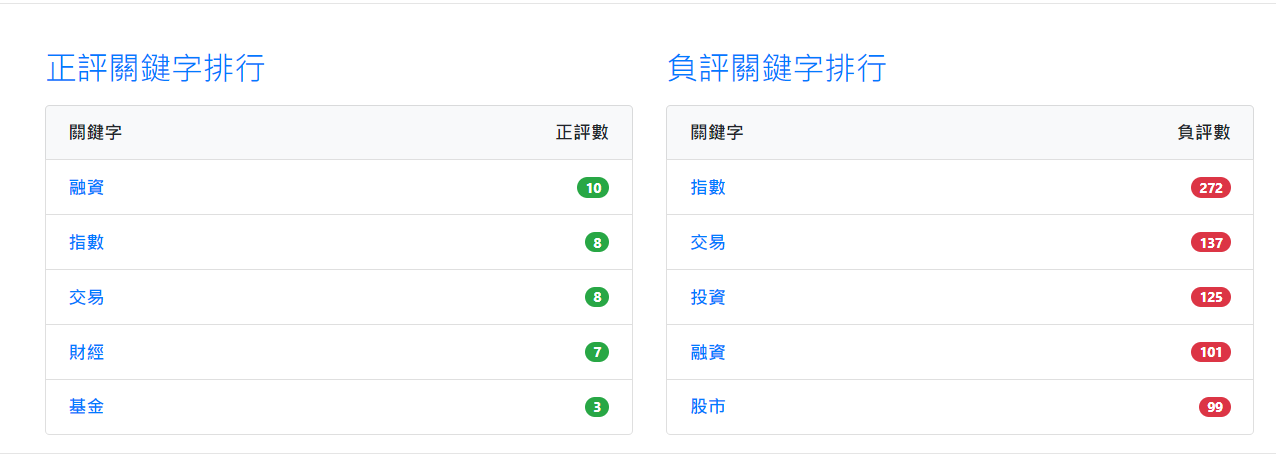 正評關鍵字排行
關鍵字 正評數
融資 10
指數 8
交易 8
財經 7
基金 3
負評關鍵字排行
關鍵字 負評數
指數 272
交易 137
投資 125
融資 101
股市 99